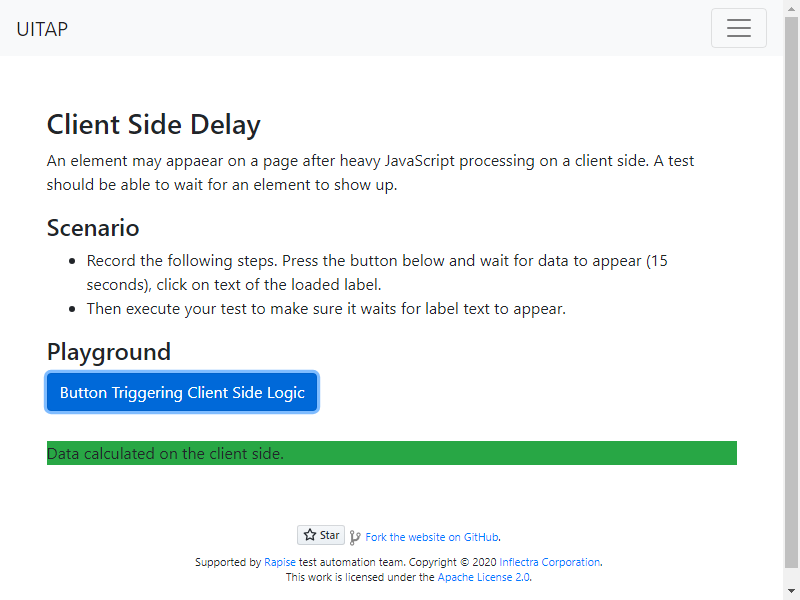 UITAP
Client Side Delay
An element may appaear on a page after heavy JavaScript processing on a client side. A test
should be able to wait for an element to show up.
Scenario
Record the following steps. Press the button below and wait for data to appear (15
seconds), click on text of the loaded label.
Then execute your test to make sure it waits for label text to appear.
Playground
Button Triggering Client Side Logic
Data calculated on the client side.
Star Fork the website on GitHub.
Supported by Rapise test automation team. Copyright © 2020 Inflectra Corporation.
This work is licensed under the Apache License 2.0.